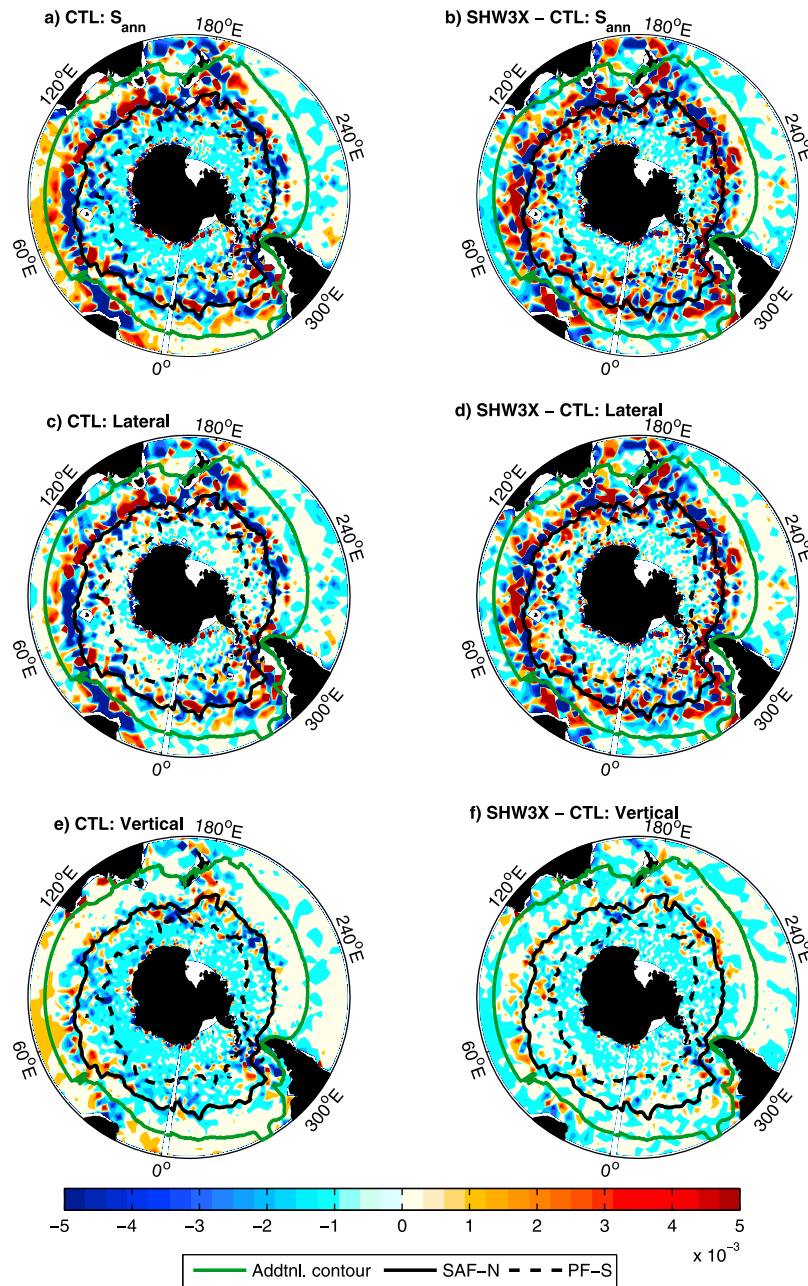 a) CTL: S_ann
b) SHW3X – CTL: S_ann
180°E
120°E
240°E
60°E
300°E
0°
180°E
120°E
240°E
60°E
300°E
0°
c) CTL: Lateral
d) SHW3X – CTL: Lateral
180°E
120°E
240°E
60°E
300°E
0°
180°E
120°E
240°E
60°E
300°E
0°
e) CTL: Vertical
f) SHW3X – CTL: Vertical
180°E
120°E
240°E
60°E
300°E
0°
180°E
120°E
240°E
60°E
300°E
0°
−5 −4 −3 −2 −1 0 1 2 3 4 5
x 10⁻³
Addtnl. contour SAF−N PF−S